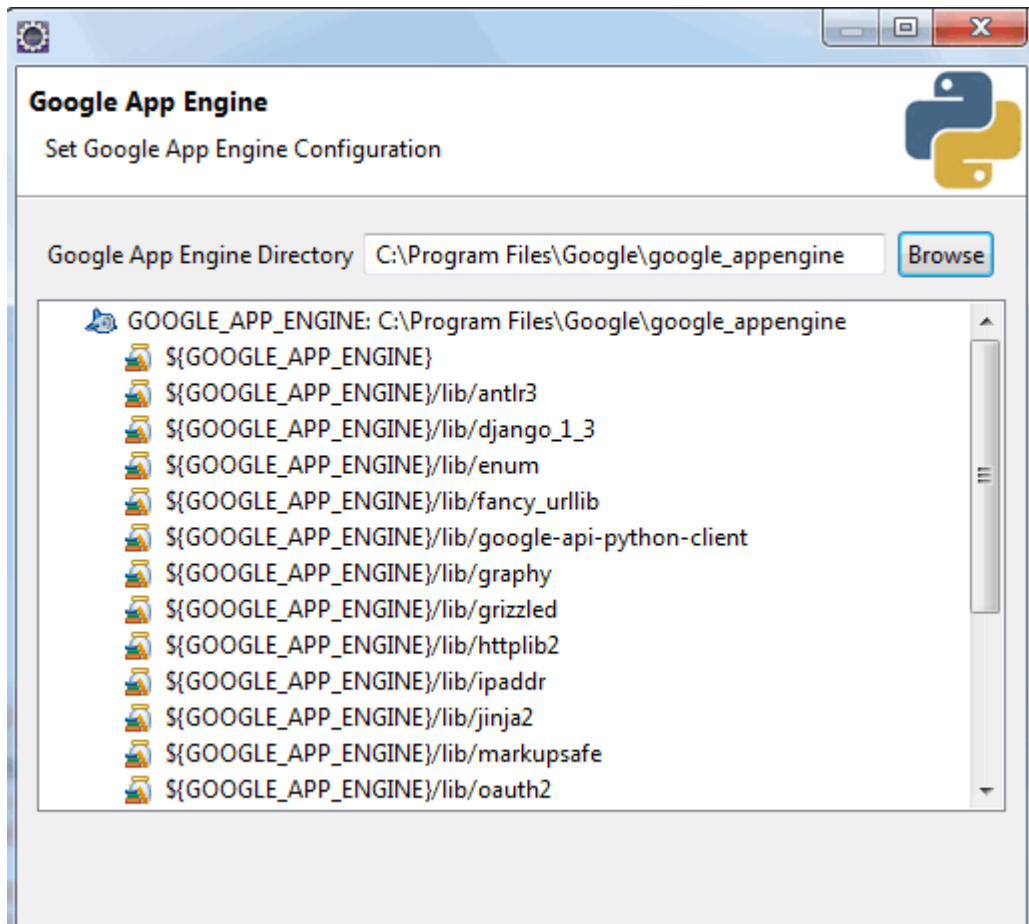 Google App Engine
Set Google App Engine Configuration
Google App Engine Directory C:\Program Files\Google\google_appengine Browse
GOOGLE_APP_ENGINE: C:\Program Files\Google\google_appengine
${GOOGLE_APP_ENGINE}
${GOOGLE_APP_ENGINE}/lib/antlr3
${GOOGLE_APP_ENGINE}/lib/django_1_3
${GOOGLE_APP_ENGINE}/lib/enum
${GOOGLE_APP_ENGINE}/lib/fancy_urllib
${GOOGLE_APP_ENGINE}/lib/google-api-python-client
${GOOGLE_APP_ENGINE}/lib/graphy
${GOOGLE_APP_ENGINE}/lib/grizzled
${GOOGLE_APP_ENGINE}/lib/httplib2
${GOOGLE_APP_ENGINE}/lib/ipaddr
${GOOGLE_APP_ENGINE}/lib/jinja2
${GOOGLE_APP_ENGINE}/lib/markupsafe
${GOOGLE_APP_ENGINE}/lib/oauth2